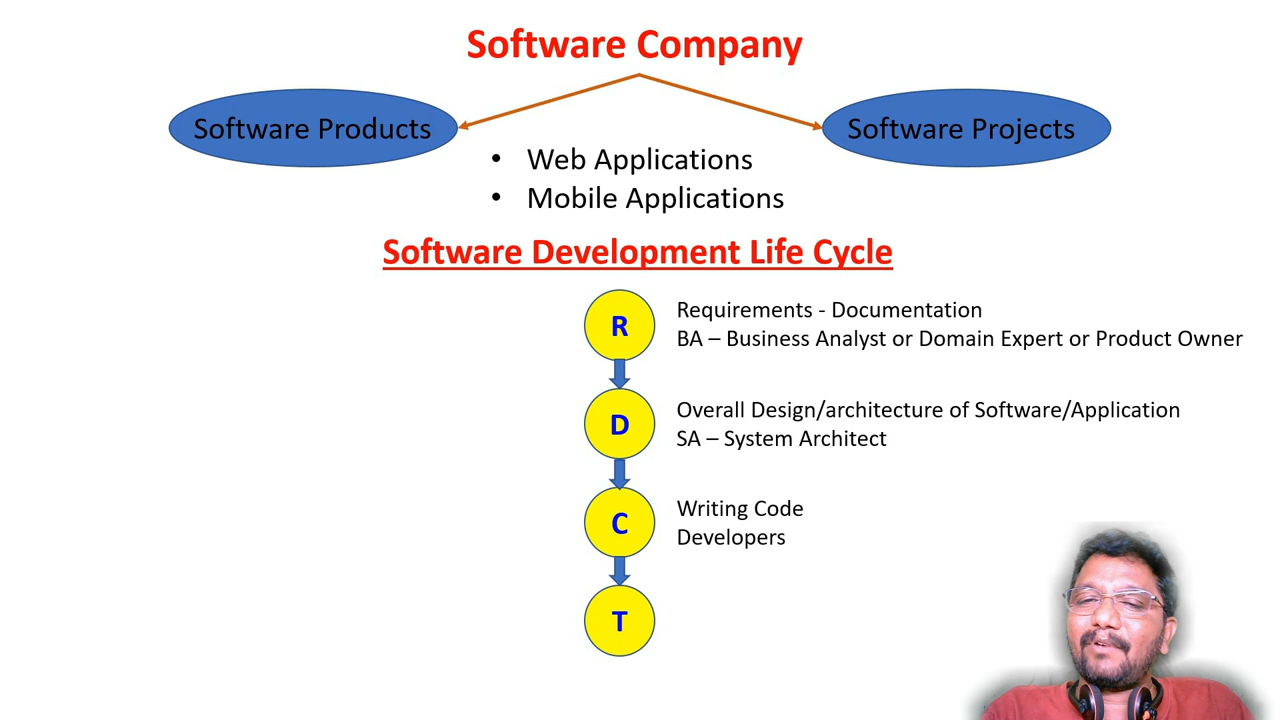 Software Company
Software Products
Software Projects
• Web Applications
• Mobile Applications
Software Development Life Cycle
R
Requirements - Documentation
BA – Business Analyst or Domain Expert or Product Owner
D
Overall Design/architecture of Software/Application
SA – System Architect
C
Writing Code
Developers
T